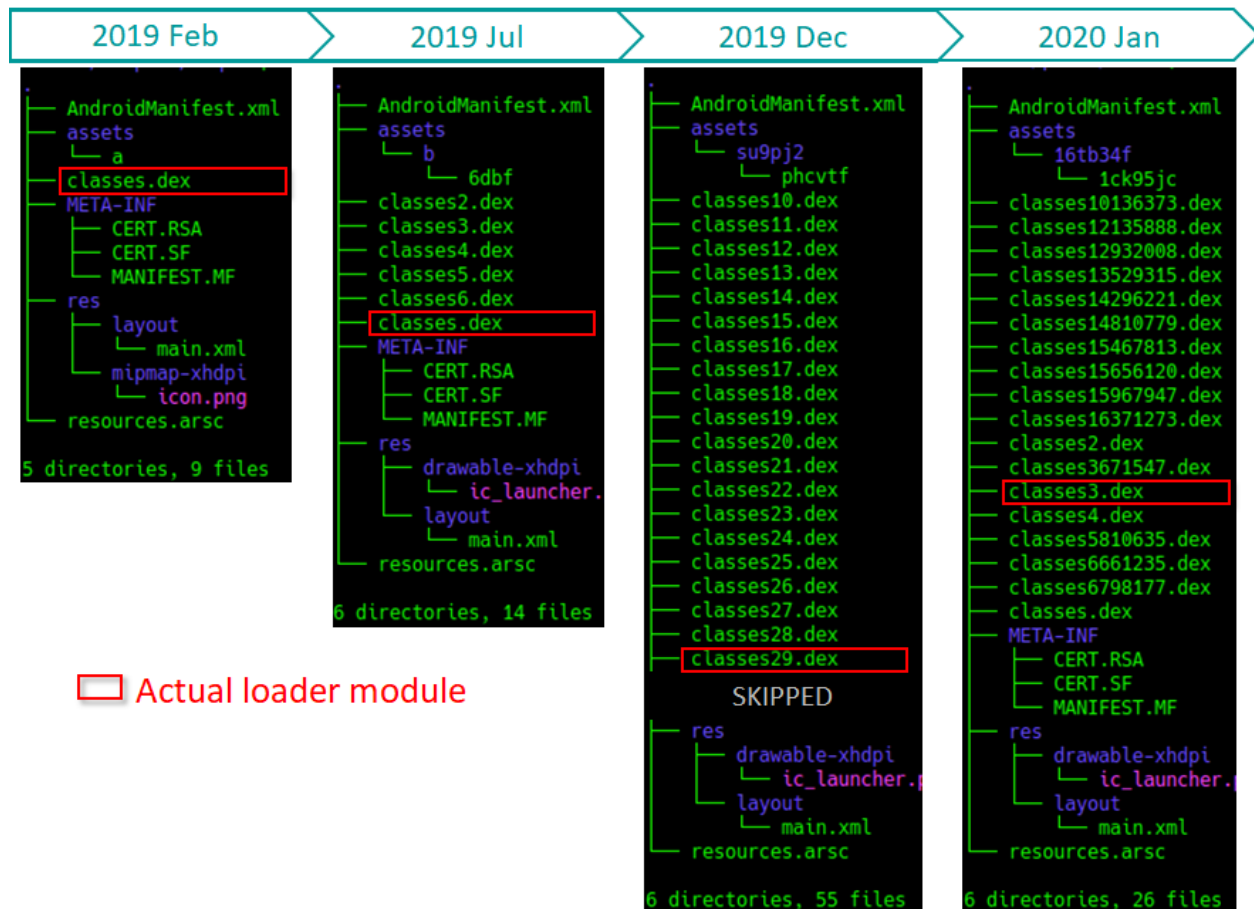 2019 Feb
2019 Jul
2019 Dec
2020 Jan
.
├── AndroidManifest.xml
├── assets
│   └── a
├── classes.dex
├── META-INF
│   ├── CERT.RSA
│   ├── CERT.SF
│   └── MANIFEST.MF
├── res
│   ├── layout
│   │   └── main.xml
│   └── mipmap-xhdpi
│       └── icon.png
└── resources.arsc
5 directories, 9 files
.
├── AndroidManifest.xml
├── assets
│   └── b
│       └── 6dbf
├── classes2.dex
├── classes3.dex
├── classes4.dex
├── classes5.dex
├── classes6.dex
├── classes.dex
├── META-INF
│   ├── CERT.RSA
│   ├── CERT.SF
│   └── MANIFEST.MF
├── res
│   ├── drawable-xhdpi
│   │   └── ic_launcher.
│   └── layout
│       └── main.xml
└── resources.arsc
6 directories, 14 files
.
├── AndroidManifest.xml
├── assets
│   └── su9pj2
│       └── phcvtf
├── classes10.dex
├── classes11.dex
├── classes12.dex
├── classes13.dex
├── classes14.dex
├── classes15.dex
├── classes16.dex
├── classes17.dex
├── classes18.dex
├── classes19.dex
├── classes20.dex
├── classes21.dex
├── classes22.dex
├── classes23.dex
├── classes24.dex
├── classes25.dex
├── classes26.dex
├── classes27.dex
├── classes28.dex
├── classes29.dex
SKIPPED
├── res
│   ├── drawable-xhdpi
│   │   └── ic_launcher.p
│   └── layout
│       └── main.xml
└── resources.arsc
6 directories, 55 files
.
├── AndroidManifest.xml
├── assets
│   └── 16tb34f
│       └── 1ck95jc
├── classes10136373.dex
├── classes12135888.dex
├── classes12932008.dex
├── classes13529315.dex
├── classes14296221.dex
├── classes14810779.dex
├── classes15467813.dex
├── classes15656120.dex
├── classes15967947.dex
├── classes16371273.dex
├── classes2.dex
├── classes3671547.dex
├── classes3.dex
├── classes4.dex
├── classes5810635.dex
├── classes6661235.dex
├── classes6798177.dex
├── classes.dex
├── META-INF
│   ├── CERT.RSA
│   ├── CERT.SF
│   └── MANIFEST.MF
├── res
│   ├── drawable-xhdpi
│   │   └── ic_launcher.p
│   └── layout
│       └── main.xml
└── resources.arsc
6 directories, 26 files
Actual loader module